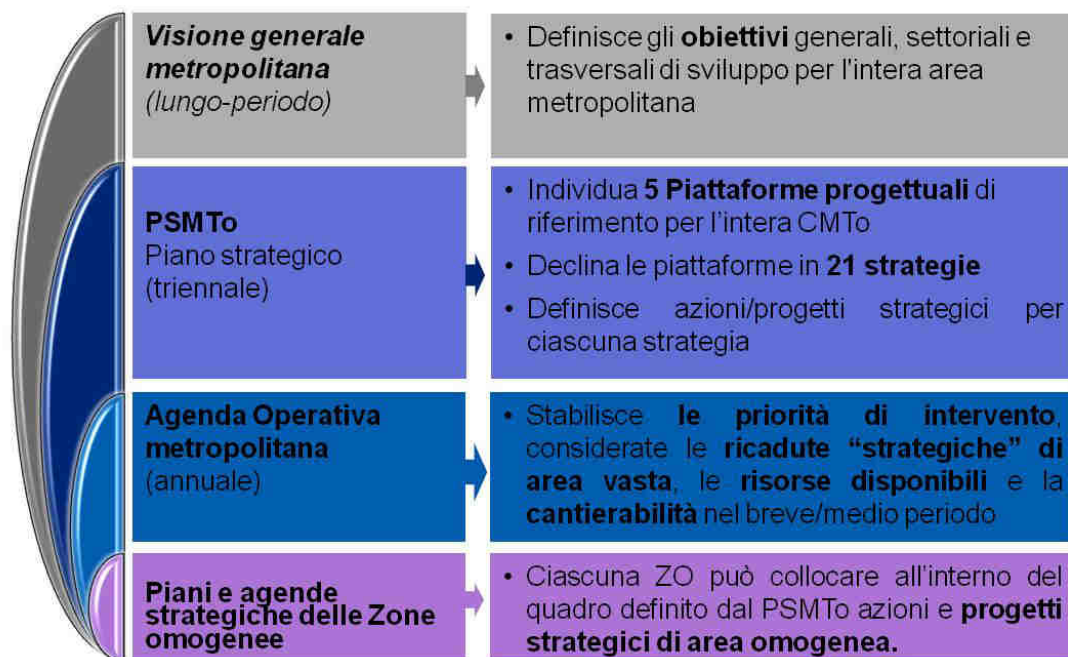 Visione generale
metropolitana
(lungo-periodo)
• Definisce gli obiettivi generali, settoriali e
trasversali di sviluppo per l'intera area
metropolitana
PSMTo
Piano strategico
(triennale)
• Individua 5 Piattaforme progettuali di
riferimento per l'intera CMTo
• Declina le piattaforme in 21 strategie
• Definisce azioni/progetti strategici per
ciascuna strategia
Agenda Operativa
metropolitana
(annuale)
• Stabilisce le priorità di intervento,
considerate le ricadute "strategiche" di
area vasta, le risorse disponibili e la
cantierabilità nel breve/medio periodo
Piani e agende
strategiche delle Zone
omogenee
• Ciascuna ZO può collocare all'interno del
quadro definito dal PSMTo azioni e progetti
strategici di area omogenea.